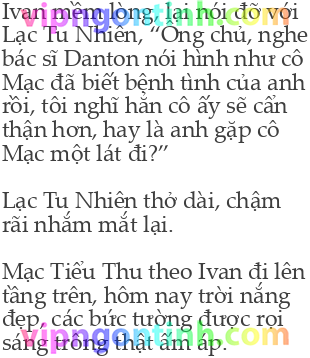 Ivan mềm lòng, lại nói đỡ với
Lạc Tu Nhiên, “Ông chủ, nghe
bác sĩ Danton nói hình như cô
Mạc đã biết bệnh tình của anh
rồi, tôi nghĩ hẳn cô ấy sẽ cẩn
thận hơn, hay là anh gặp cô
Mạc một lát đi?”
Lạc Tu Nhiên thở dài, chậm
rãi nhắm mắt lại.
Mạc Tiểu Thu theo Ivan đi lên
tầng trên, hôm nay trời nắng
đẹp, các bức tường được rọi
sáng trông thật ấm áp.
vipngontinh.com
vipngontinh.com